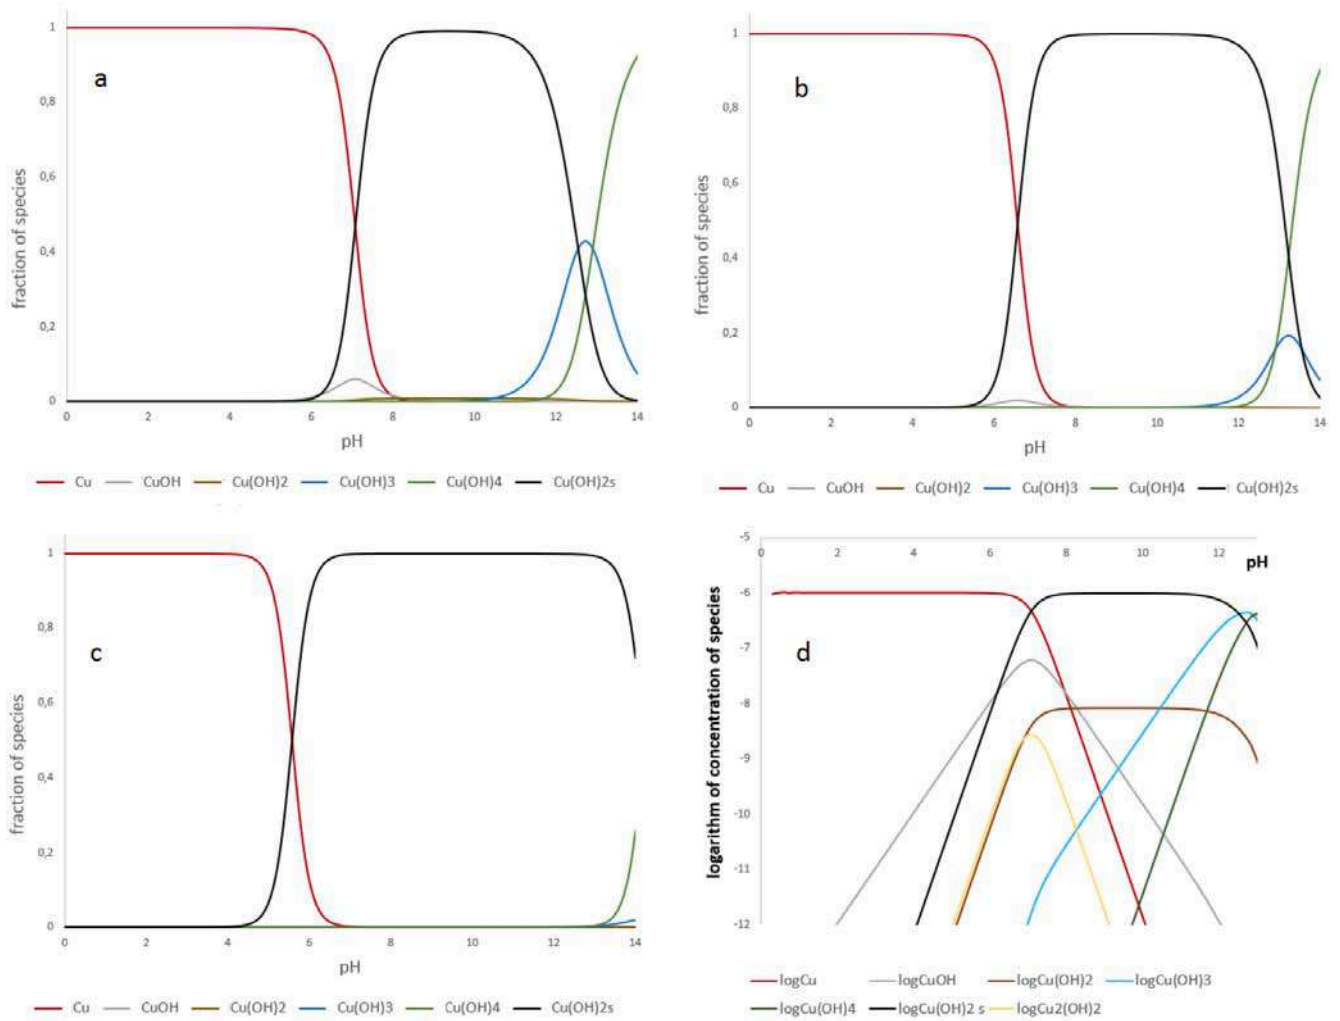 a
fraction of species
1
0,8
0,6
0,4
0,2
0
0 2 4 6 8 10 12 14
pH
Cu CuOH Cu(OH)2 Cu(OH)3 Cu(OH)4 Cu(OH)2s
b
fraction of species
1
0,8
0,6
0,4
0,2
0
0 2 4 6 8 10 12 14
pH
Cu CuOH Cu(OH)2 Cu(OH)3 Cu(OH)4 Cu(OH)2s
c
fraction of species
1
0,8
0,6
0,4
0,2
0
0 2 4 6 8 10 12 14
pH
Cu CuOH Cu(OH)2 Cu(OH)3 Cu(OH)4 Cu(OH)2s
d
logarithm of concentration of species
-5
0 2 4 6 8 10 12
pH
-6
-7
-8
-9
-10
-11
-12
logCu logCuOH logCu(OH)2 logCu(OH)3
logCu(OH)4 logCu(OH)2 s logCu2(OH)2